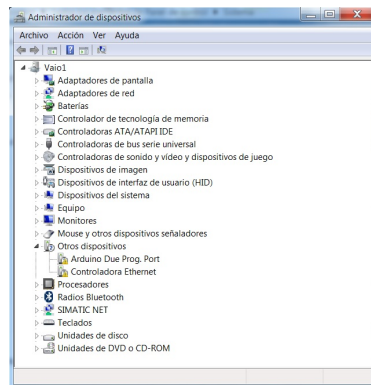 Administrador de dispositivos
Archivo Acción Ver Ayuda
Vaio1
Adaptadores de pantalla
Adaptadores de red
Baterías
Controlador de tecnología de memoria
Controladoras ATA/ATAPI IDE
Controladoras de bus serie universal
Controladoras de sonido y vídeo y dispositivos de juego
Dispositivos de imagen
Dispositivos de interfaz de usuario (HID)
Dispositivos del sistema
Equipo
Monitores
Mouse y otros dispositivos señaladores
Otros dispositivos
Arduino Due Prog. Port
Controladora Ethernet
Procesadores
Radios Bluetooth
SIMATIC NET
Teclados
Unidades de disco
Unidades de DVD o CD-ROM